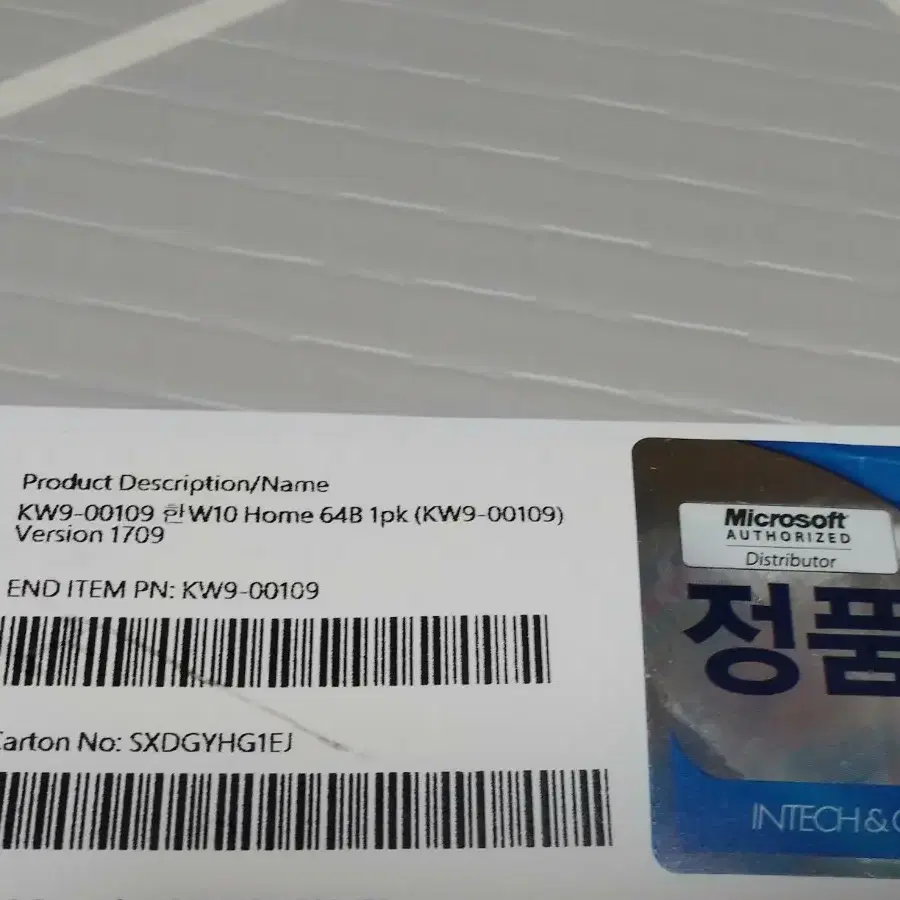 Product Description/Name
KW9-00109 한W10 Home 64B 1pk (KW9-00109)
Version 1709
END ITEM PN: KW9-00109
Carton No: SXDGYHG1EJ
Microsoft
AUTHORIZED
Distributor
정품
INTECH &